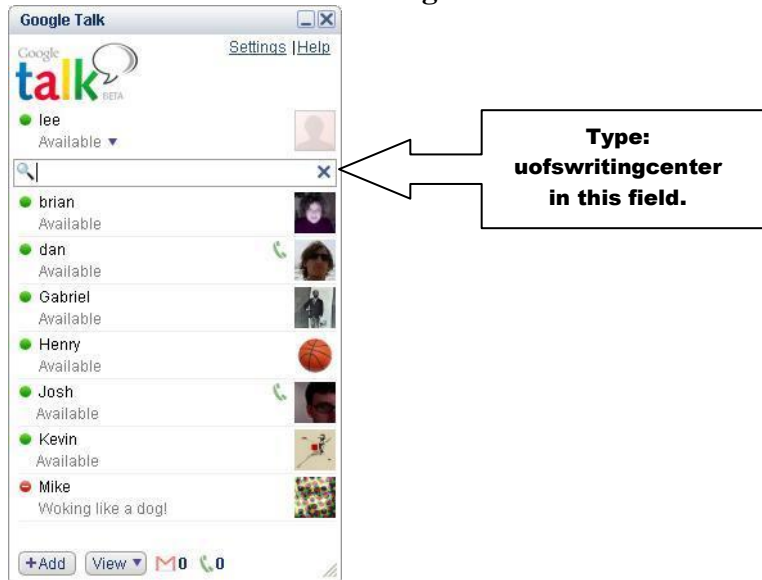 Google Talk
Settings | Help
Google
talk
BETA
lee
Available
brian
Available
dan
Available
Gabriel
Available
Henry
Available
Josh
Available
Kevin
Available
Mike
Woking like a dog!
+Add View 0 0
Type:
uofswritingcenter
in this field.